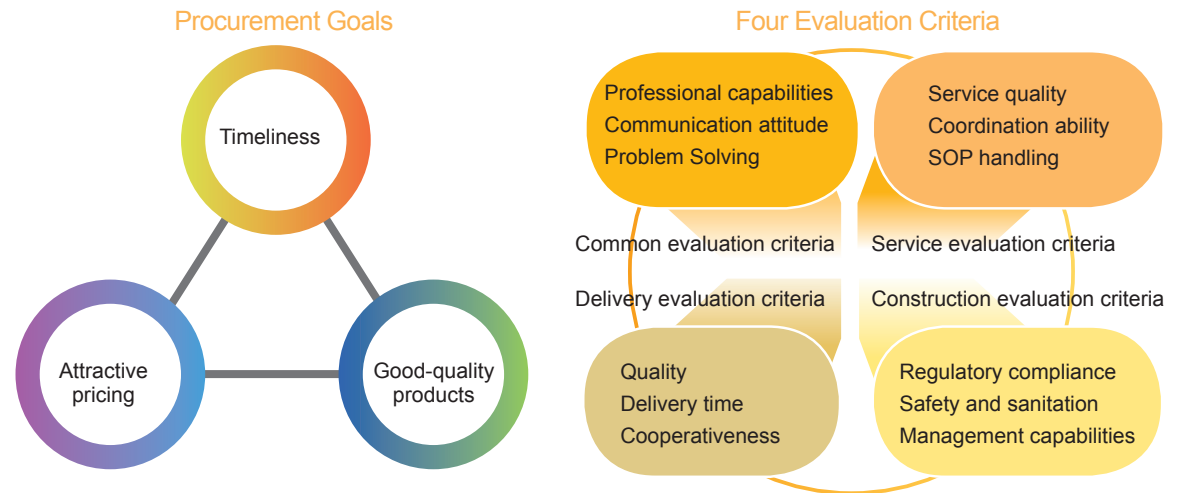 Procurement Goals
Timeliness
Attractive
pricing
Good-quality
products
Four Evaluation Criteria
Professional capabilities
Communication attitude
Problem Solving
Service quality
Coordination ability
SOP handling
Common evaluation criteria
Service evaluation criteria
Delivery evaluation criteria
Construction evaluation criteria
Quality
Delivery time
Cooperativeness
Regulatory compliance
Safety and sanitation
Management capabilities